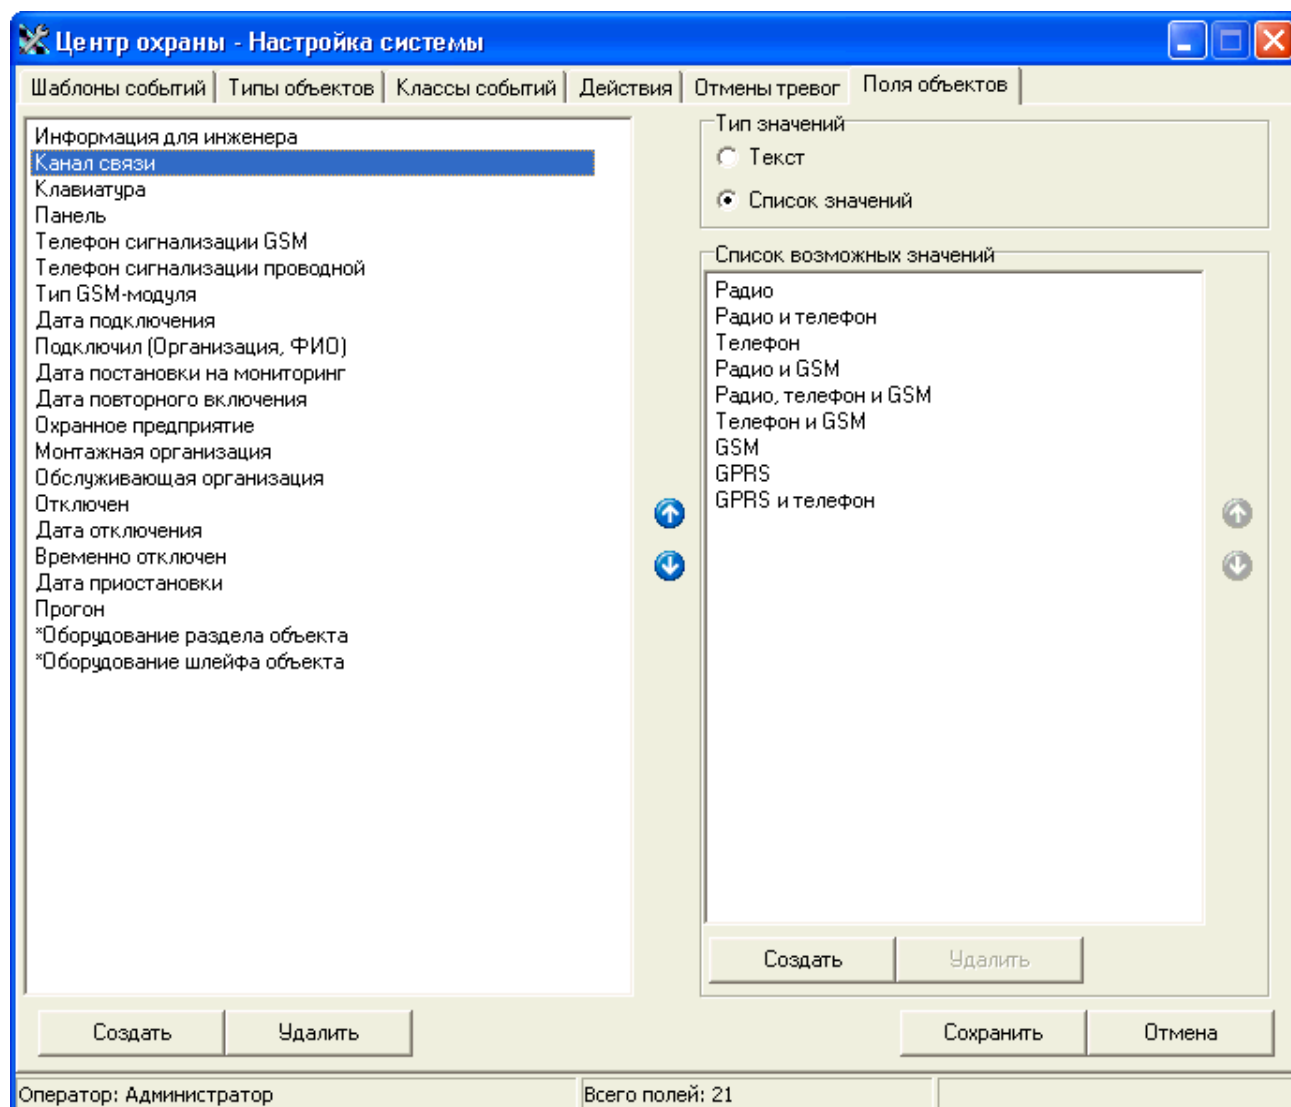 Центр охраны - Настройка системы
Шаблоны событий Типы объектов Классы событий Действия Отмены тревог Поля объектов
Информация для инженера
Канал связи
Клавиатура
Панель
Телефон сигнализации GSM
Телефон сигнализации проводной
Тип GSM-модуля
Дата подключения
Подключил (Организация, ФИО)
Дата постановки на мониторинг
Дата повторного включения
Охранное предприятие
Монтажная организация
Обслуживающая организация
Отключен
Дата отключения
Временно отключен
Дата приостановки
Прогон
*Оборудование раздела объекта
*Оборудование шлейфа объекта
Создать Удалить
Тип значений
Текст
Список значений
Список возможных значений
Радио
Радио и телефон
Телефон
Радио и GSM
Радио, телефон и GSM
Телефон и GSM
GSM
GPRS
GPRS и телефон
Создать Удалить
Сохранить Отмена
Оператор: Администратор Всего полей: 21